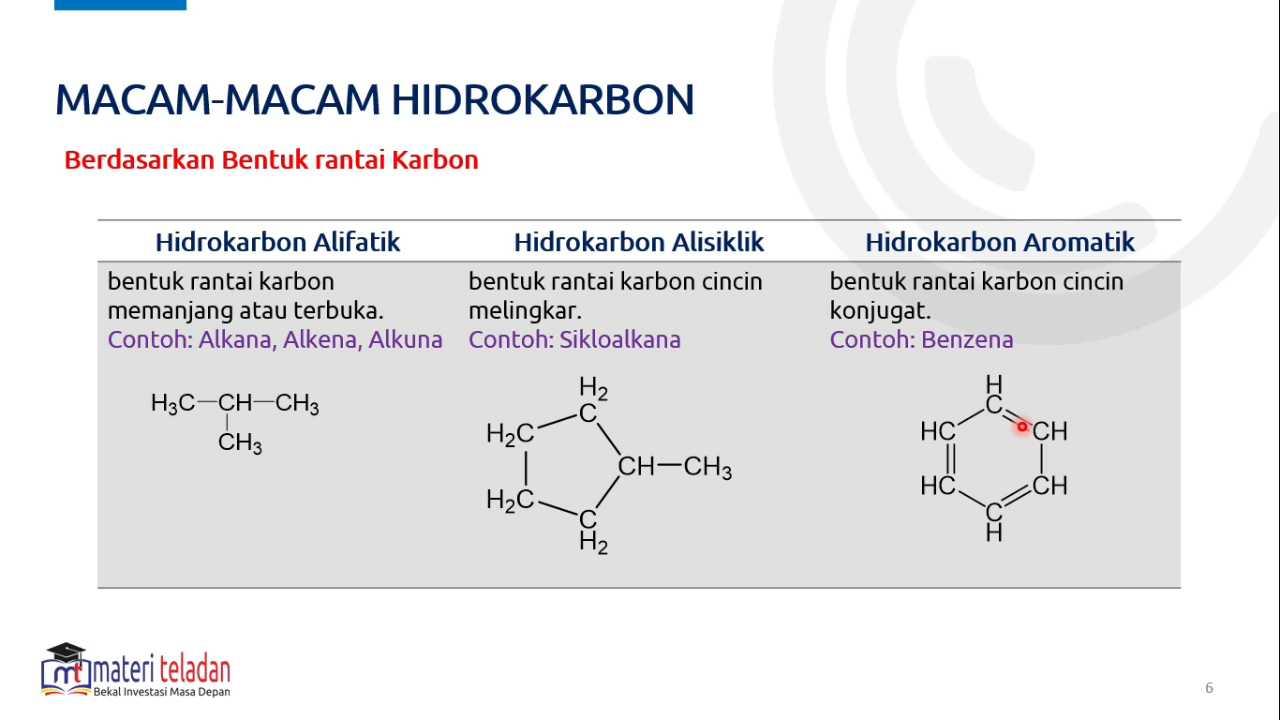 MACAM-MACAM HIDROKARBON
Berdasarkan Bentuk rantai Karbon
Hidrokarbon Alifatik
bentuk rantai karbon
memanjang atau terbuka.
Contoh: Alkana, Alkena, Alkuna
H₃C—CH—CH₃
CH₃
Hidrokarbon Alisiklik
bentuk rantai karbon cincin
melingkar.
Contoh: Sikloalkana
H₂
C
H₂C
CH—CH₃
H₂C
C
H₂
Hidrokarbon Aromatik
bentuk rantai karbon cincin
konjugat.
Contoh: Benzena
H
C
HC CH
HC CH
C
H
mt materi teladan
Bekal Investasi Masa Depan
6